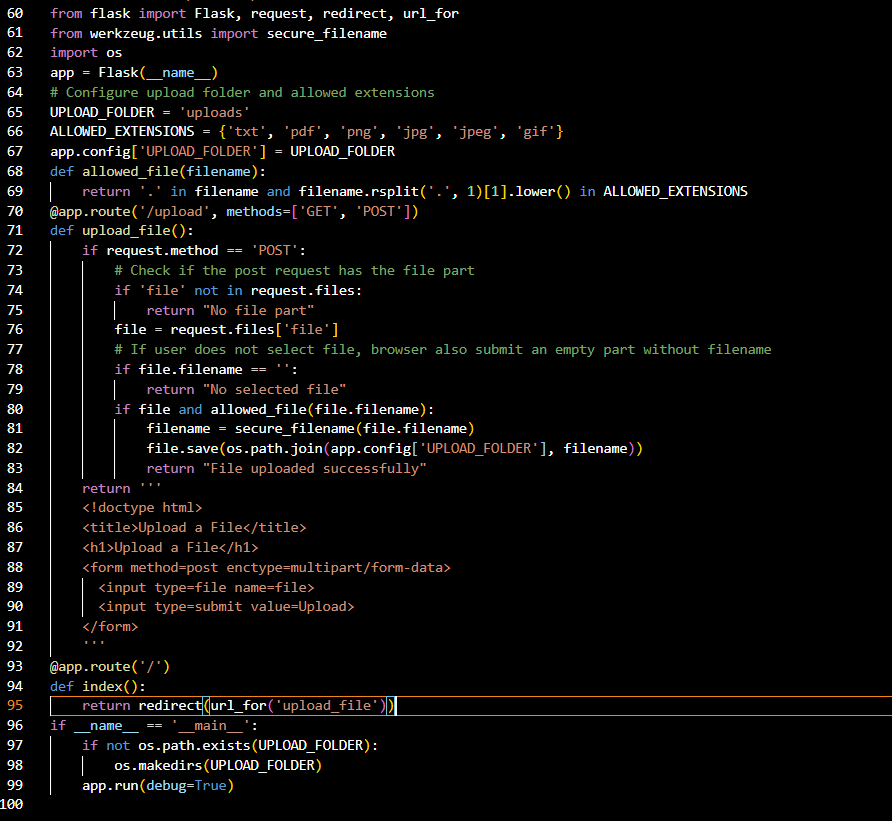 60 from flask import Flask, request, redirect, url_for
61 from werkzeug.utils import secure_filename
62 import os
63 app = Flask(__name__)
64 # Configure upload folder and allowed extensions
65 UPLOAD_FOLDER = 'uploads'
66 ALLOWED_EXTENSIONS = {'txt', 'pdf', 'png', 'jpg', 'jpeg', 'gif'}
67 app.config['UPLOAD_FOLDER'] = UPLOAD_FOLDER
68 def allowed_file(filename):
69     return '.' in filename and filename.rsplit('.', 1)[1].lower() in ALLOWED_EXTENSIONS
70 @app.route('/upload', methods=['GET', 'POST'])
71 def upload_file():
72     if request.method == 'POST':
73         # Check if the post request has the file part
74         if 'file' not in request.files:
75             return "No file part"
76         file = request.files['file']
77         # If user does not select file, browser also submit an empty part without filename
78         if file.filename == '':
79             return "No selected file"
80         if file and allowed_file(file.filename):
81             filename = secure_filename(file.filename)
82             file.save(os.path.join(app.config['UPLOAD_FOLDER'], filename))
83             return "File uploaded successfully"
84     return '''
85     <!doctype html>
86     <title>Upload a File</title>
87     <h1>Upload a File</h1>
88     <form method=post enctype=multipart/form-data>
89       <input type=file name=file>
90       <input type=submit value=Upload>
91     </form>
92     '''
93 @app.route('/')
94 def index():
95     return redirect(url_for('upload_file'))
96 if __name__ == '__main__':
97     if not os.path.exists(UPLOAD_FOLDER):
98         os.makedirs(UPLOAD_FOLDER)
99     app.run(debug=True)
100